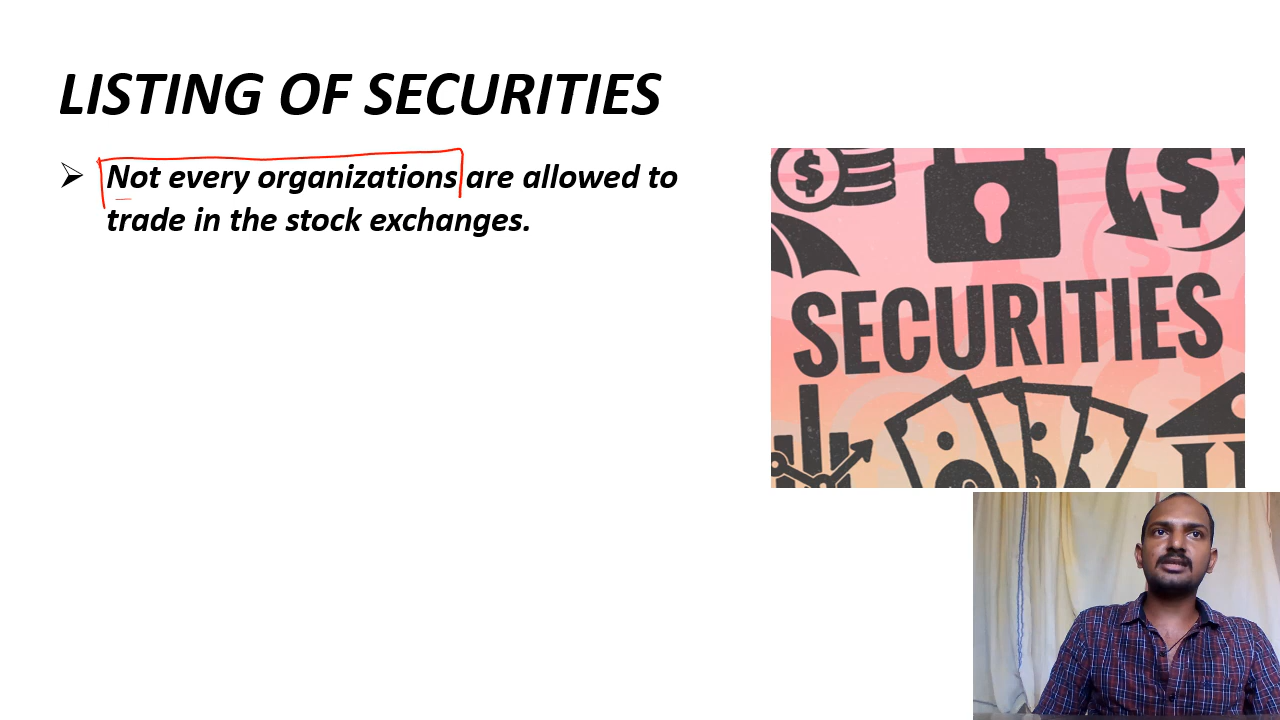 LISTING OF SECURITIES
➢ Not every organizations are allowed to
trade in the stock exchanges.
SECURITIES